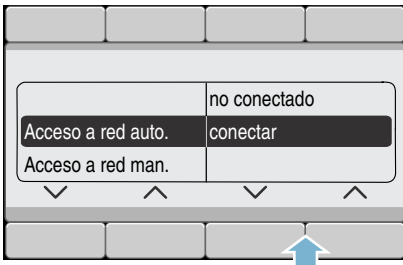 no conectado
Acceso a red auto. conectar
Acceso a red man.